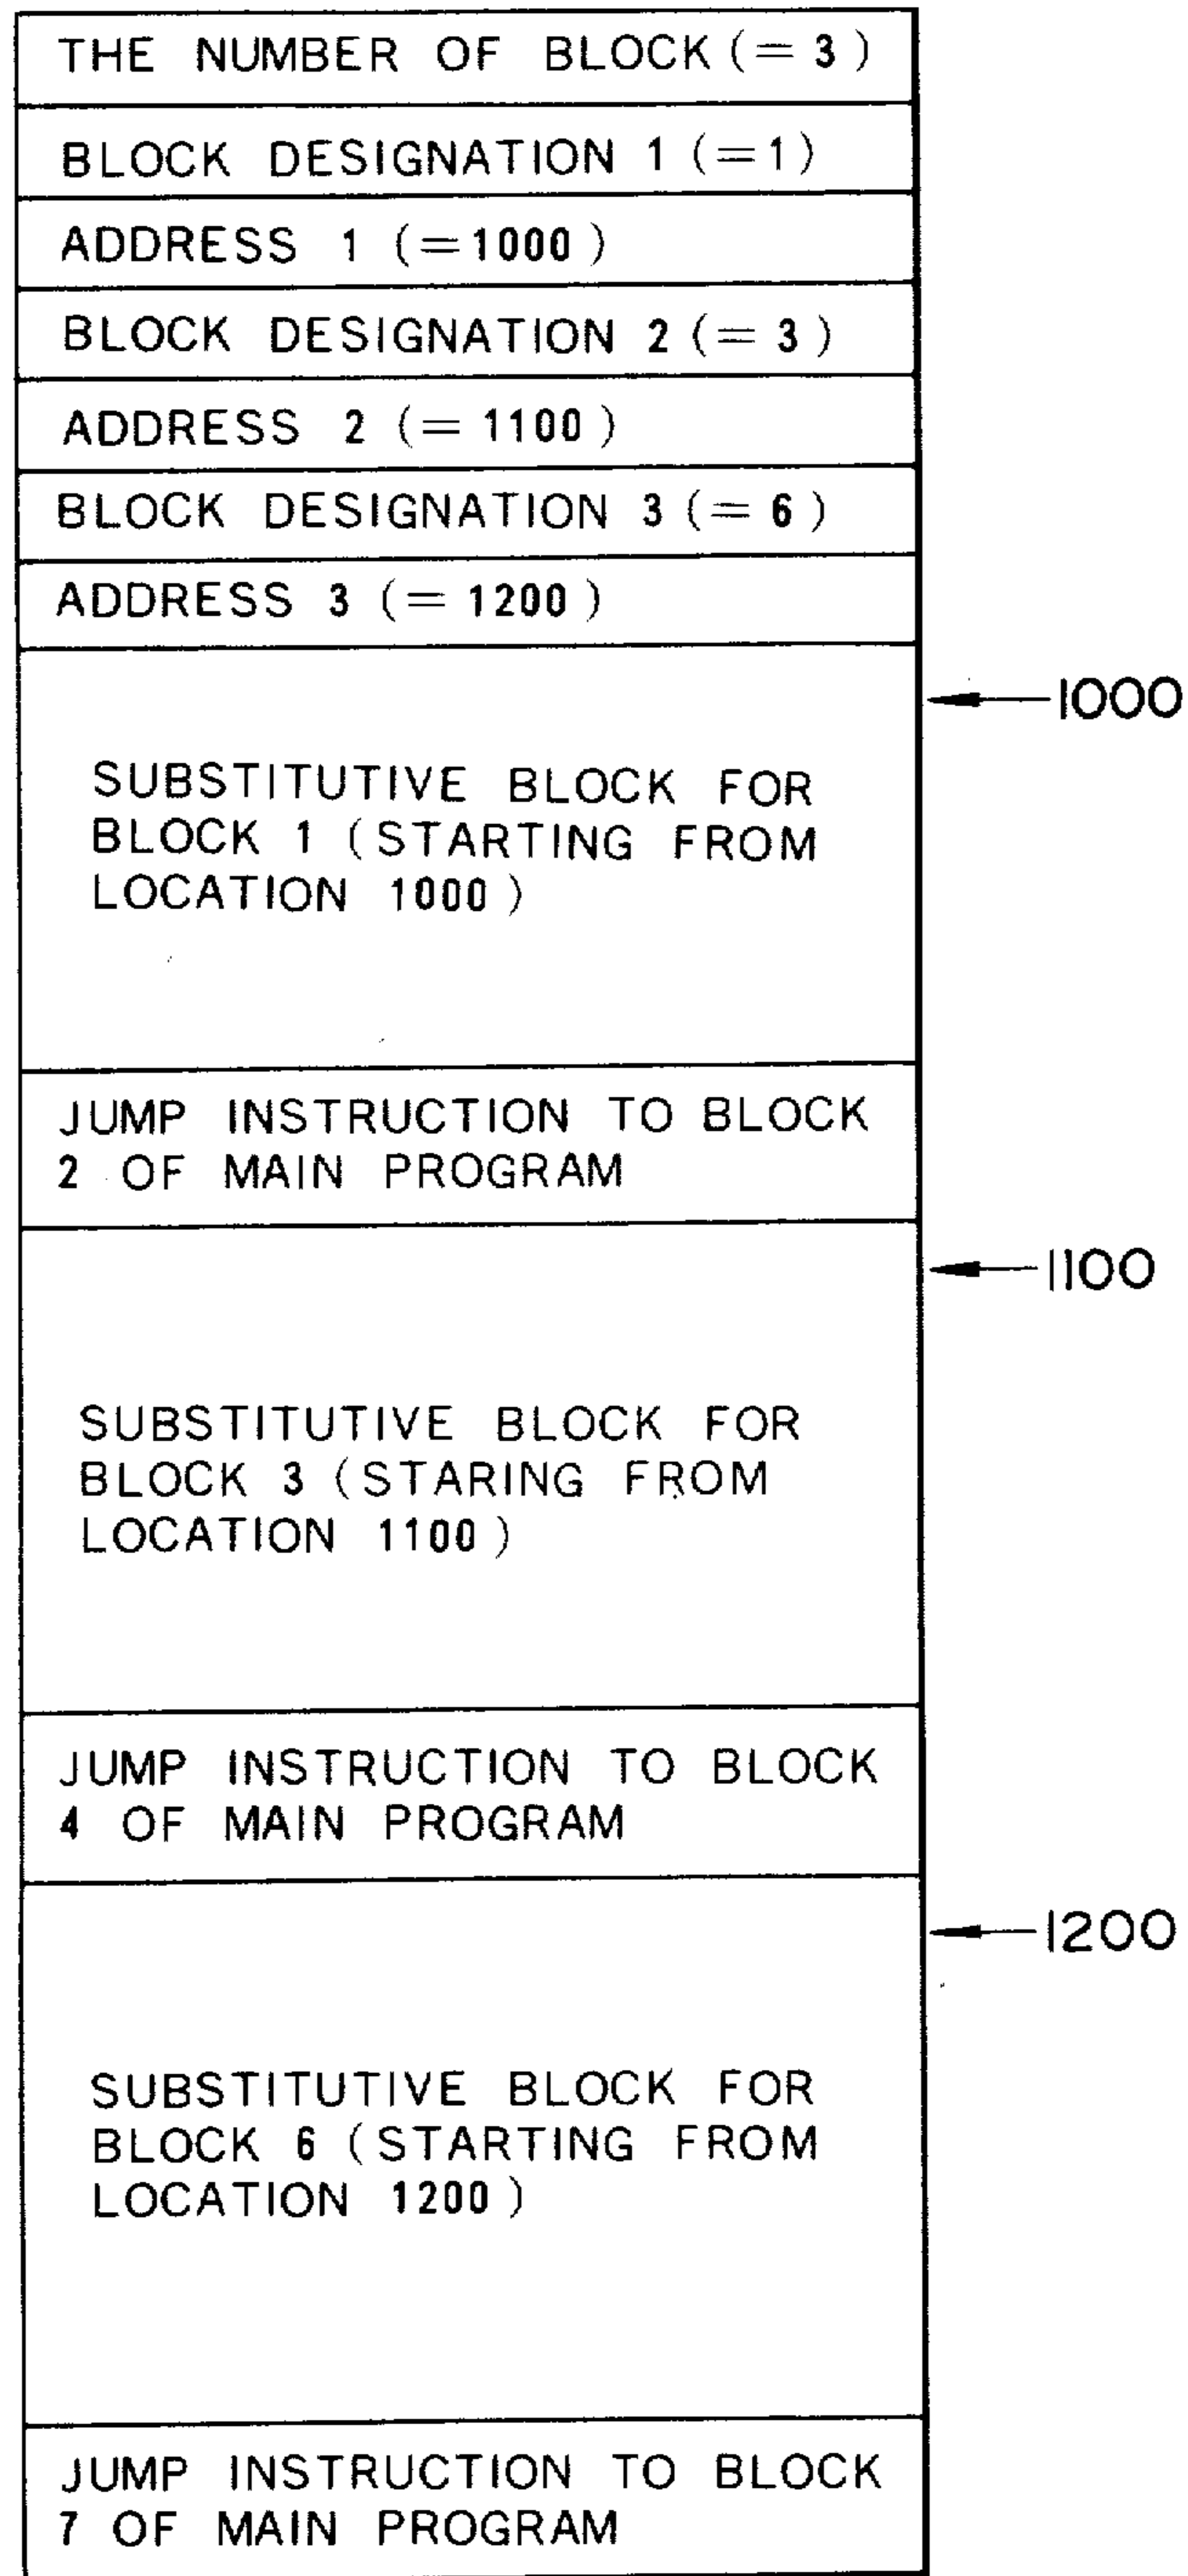 THE NUMBER OF BLOCK (= 3)
BLOCK DESIGNATION 1 (=1)
ADDRESS 1 (=1000)
BLOCK DESIGNATION 2 (= 3)
ADDRESS 2 (= 1100)
BLOCK DESIGNATION 3 (= 6)
ADDRESS 3 (= 1200)
1000
SUBSTITUTIVE BLOCK FOR
BLOCK 1 (STARTING FROM
LOCATION 1000)
JUMP INSTRUCTION TO BLOCK
2 OF MAIN PROGRAM
1100
SUBSTITUTIVE BLOCK FOR
BLOCK 3 (STARING FROM
LOCATION 1100)
JUMP INSTRUCTION TO BLOCK
4 OF MAIN PROGRAM
1200
SUBSTITUTIVE BLOCK FOR
BLOCK 6 (STARTING FROM
LOCATION 1200)
JUMP INSTRUCTION TO BLOCK
7 OF MAIN PROGRAM